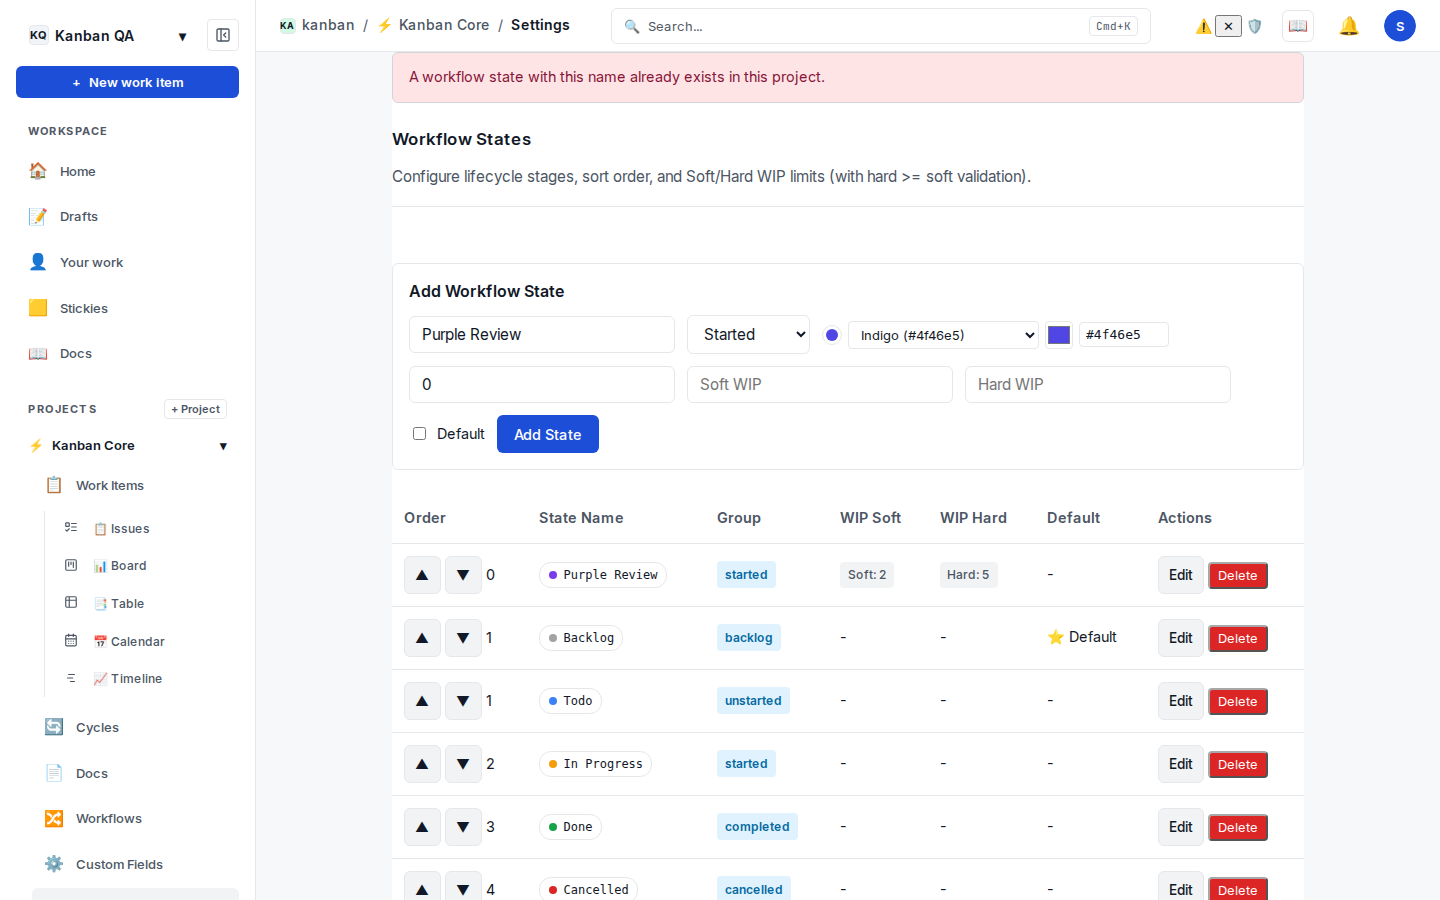 KQ Kanban QA ▼
+ New work item
WORKSPACE
Home
Drafts
Your work
Stickies
Docs
PROJECTS + Project
Kanban Core ▼
Work Items
Issues
Board
Table
Calendar
Timeline
Cycles
Docs
Workflows
Custom Fields
KA kanban / ⚡ Kanban Core / Settings
Search... Cmd+K
S
A workflow state with this name already exists in this project.
Workflow States
Configure lifecycle stages, sort order, and Soft/Hard WIP limits (with hard >= soft validation).
Add Workflow State
Purple Review Started Indigo (#4f46e5) #4f46e5
0 Soft WIP Hard WIP
Default Add State
Order State Name Group WIP Soft WIP Hard Default Actions
▲ ▼ 0 Purple Review started Soft: 2 Hard: 5 - Edit Delete
▲ ▼ 1 Backlog backlog - - ⭐ Default Edit Delete
▲ ▼ 1 Todo unstarted - - - Edit Delete
▲ ▼ 2 In Progress started - - - Edit Delete
▲ ▼ 3 Done completed - - - Edit Delete
▲ ▼ 4 Cancelled cancelled - - - Edit Delete